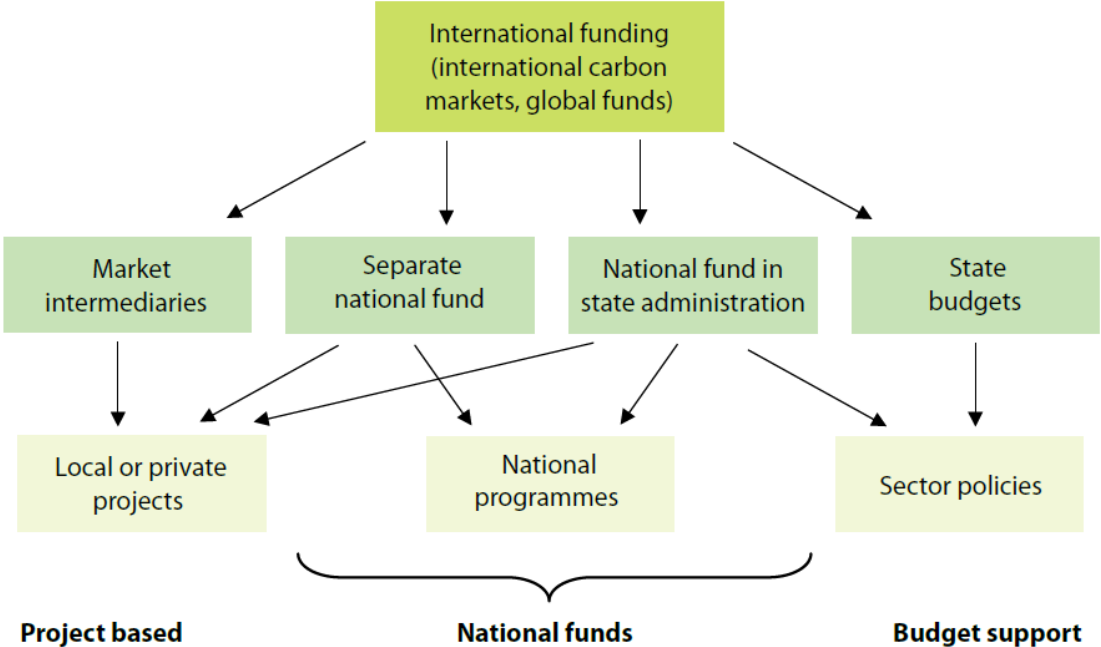 International funding
(international carbon
markets, global funds)
Market
intermediaries
Separate
national fund
National fund in
state administration
State
budgets
Local or private
projects
National
programmes
Sector policies
Project based
National funds
Budget support